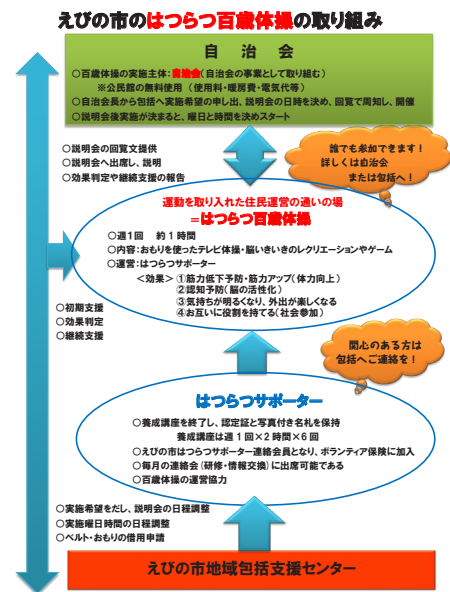 えびの市のはつらつ百歳体操の取り組み
自　治　会
○百歳体操の実施主体：自治会（自治会の事業として取り組む）
※公民館の無料使用（使用料・暖房費・電気代等）
○自治会長から包括へ実施希望の申し出、説明会の日時を決め、回覧で周知し、開催
○説明会後実施が決まると、曜日と時間を決めスタート
○説明会の回覧文提供
○説明会へ出席し、説明
○効果判定や継続支援の報告
誰でも参加できます！
詳しくは自治会
または包括へ！
運動を取り入れた住民運営の通いの場
＝はつらつ百歳体操
○週1回　約１時間
○内容：おもりを使ったテレビ体操・脳いきいきのレクリエーションやゲーム
○運営：はつらつサポーター
＜効果＞ ①筋力低下予防・筋力アップ（体力向上）
②認知予防（脳の活性化）
③気持ちが明るくなり、外出が楽しくなる
④お互いに役割を持てる（社会参加）
○初期支援
○効果判定
○継続支援
関心のある方は
包括へご連絡を！
はつらつサポーター
○養成講座を終了し、認定証と写真付き名札を保持
養成講座は週１回×２時間×６回
○えびの市はつらつサポーター連絡会員となり、ボランティア保険に加入
○毎月の連絡会（研修・情報交換）に出席可能である
○百歳体操の運営協力
○実施希望をだし、説明会の日程調整
○実施曜日時間の日程調整
○ベルト・おもりの借用申請
えびの市地域包括支援センター